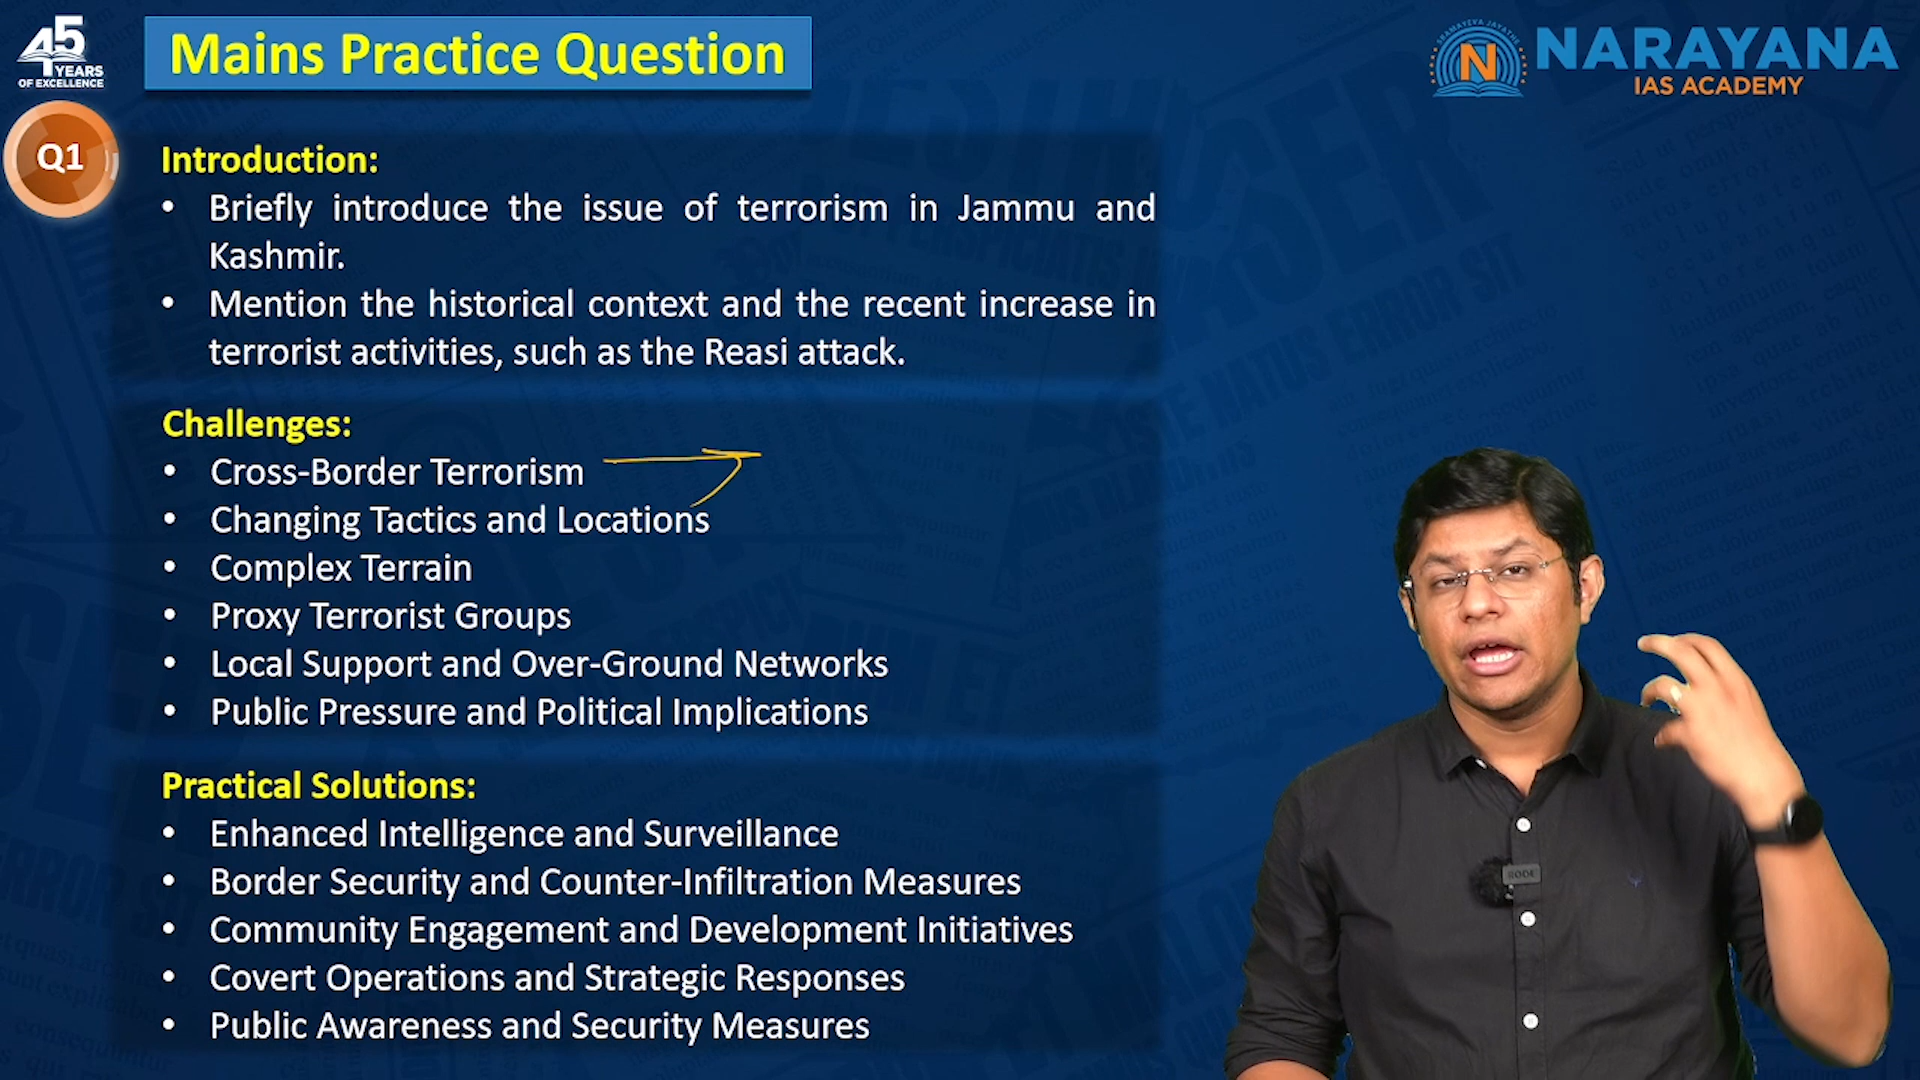 45
YEARS
OF EXCELLENCE
Mains Practice Question
NARAYANA
IAS ACADEMY
Q1
Introduction:
• Briefly introduce the issue of terrorism in Jammu and
Kashmir.
• Mention the historical context and the recent increase in
terrorist activities, such as the Reasi attack.
Challenges:
• Cross-Border Terrorism
• Changing Tactics and Locations
• Complex Terrain
• Proxy Terrorist Groups
• Local Support and Over-Ground Networks
• Public Pressure and Political Implications
Practical Solutions:
• Enhanced Intelligence and Surveillance
• Border Security and Counter-Infiltration Measures
• Community Engagement and Development Initiatives
• Covert Operations and Strategic Responses
• Public Awareness and Security Measures
RODE